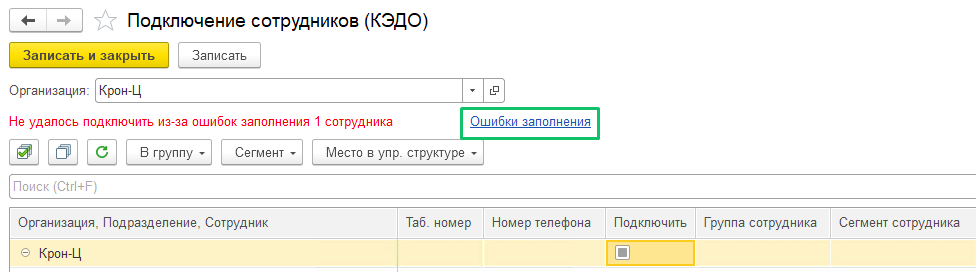 Подключение сотрудников (КЭДО)
Записать и закрыть Записать
Организация: Крон-Ц
Не удалось подключить из-за ошибок заполнения 1 сотрудника Ошибки заполнения
В группу Сегмент Место в упр. структуре
Поиск (Ctrl+F)
Организация, Подразделение, Сотрудник Таб. номер Номер телефона Подключить Группа сотрудника Сегмент сотрудника
Крон-Ц